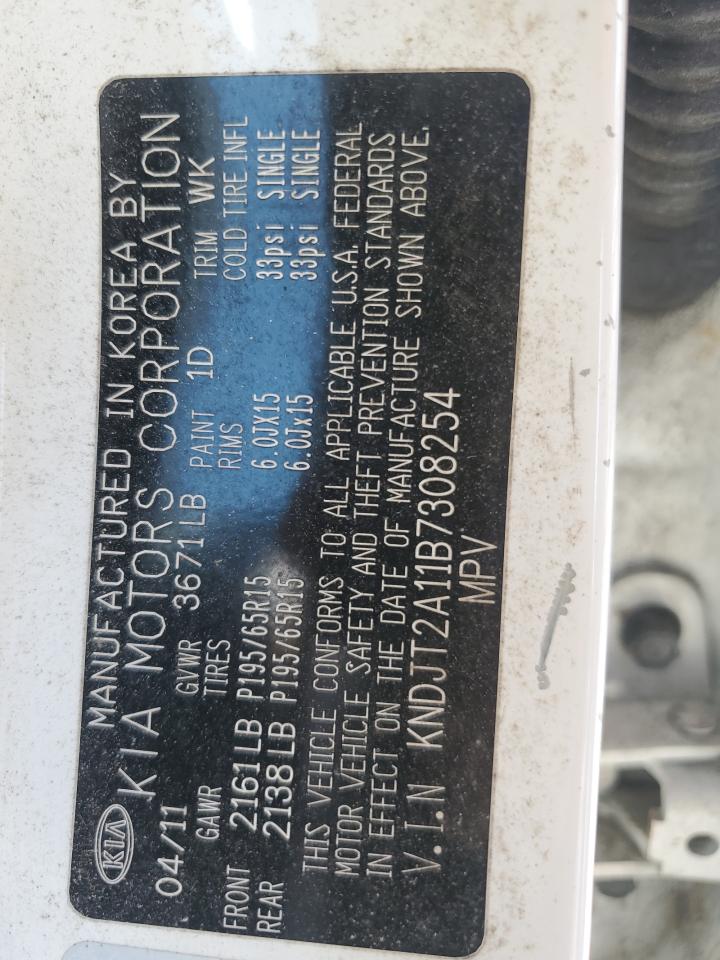 KIA
MANUFACTURED IN KOREA BY
KIA MOTORS CORPORATION
04/11 GVWR 3671LB PAINT 1D TRIM WK
GAWR TIRES RIMS COLD TIRE INFL
FRONT 2161LB P195/65R15 6.0JX15 33psi SINGLE
REAR 2138LB P195/65R15 6.0Jx15 33psi SINGLE
THIS VEHICLE CONFORMS TO ALL APPLICABLE U.S.A. FEDERAL
MOTOR VEHICLE SAFETY AND THEFT PREVENTION STANDARDS
IN EFFECT ON THE DATE OF MANUFACTURE SHOWN ABOVE.
V.I.N KNDJT2A11B7308254
MPV